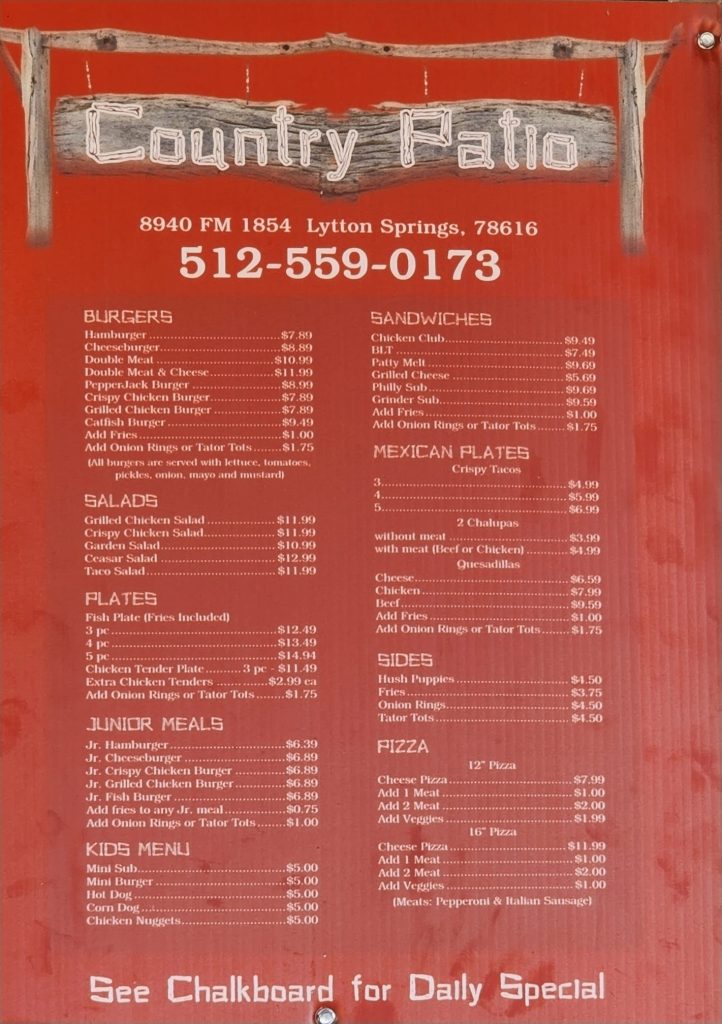 Country Patio
8940 FM 1854 Lytton Springs, 78616
512-559-0173
BURGERS
Hamburger $7.89
Cheeseburger $8.89
Double Meat $10.99
Double Meat & Cheese $11.99
PepperJack Burger $8.99
Crispy Chicken Burger $7.89
Grilled Chicken Burger $7.89
Catfish Burger $9.49
Add Fries $1.00
Add Onion Rings or Tator Tots $1.75
(All burgers are served with lettuce, tomatoes,
pickles, onion, mayo and mustard)
SALADS
Grilled Chicken Salad $11.99
Crispy Chicken Salad $11.99
Garden Salad $10.99
Ceasar Salad $12.99
Taco Salad $11.99
PLATES
Fish Plate (Fries Included)
3 pc $12.49
4 pc $13.49
5 pc $14.94
Chicken Tender Plate 3 pc - $11.49
Extra Chicken Tenders $2.99 ea
Add Onion Rings or Tator Tots $1.75
JUNIOR MEALS
Jr. Hamburger $6.39
Jr. Cheeseburger $6.89
Jr. Crispy Chicken Burger $6.89
Jr. Grilled Chicken Burger $6.89
Jr. Fish Burger $6.89
Add fries to any Jr. meal $0.75
Add Onion Rings or Tator Tots $1.00
KIDS MENU
Mini Sub $5.00
Mini Burger $5.00
Hot Dog $5.00
Corn Dog $5.00
Chicken Nuggets $5.00
SANDWICHES
Chicken Club $9.49
BLT $7.49
Patty Melt $9.69
Grilled Cheese $5.69
Philly Sub $9.69
Grinder Sub $9.59
Add Fries $1.00
Add Onion Rings or Tator Tots $1.75
MEXICAN PLATES
Crispy Tacos
3 $4.99
4 $5.99
5 $6.99
2 Chalupas
without meat $3.99
with meat (Beef or Chicken) $4.99
Quesadillas
Cheese $6.59
Chicken $7.99
Beef $9.59
Add Fries $1.00
Add Onion Rings or Tator Tots $1.75
SIDES
Hush Puppies $4.50
Fries $3.75
Onion Rings $4.50
Tator Tots $4.50
PIZZA
12" Pizza
Cheese Pizza $7.99
Add 1 Meat $1.00
Add 2 Meat $2.00
Add Veggies $1.99
16" Pizza
Cheese Pizza $11.99
Add 1 Meat $1.00
Add 2 Meat $2.00
Add Veggies $1.00
(Meats: Pepperoni & Italian Sausage)
See Chalkboard for Daily Special